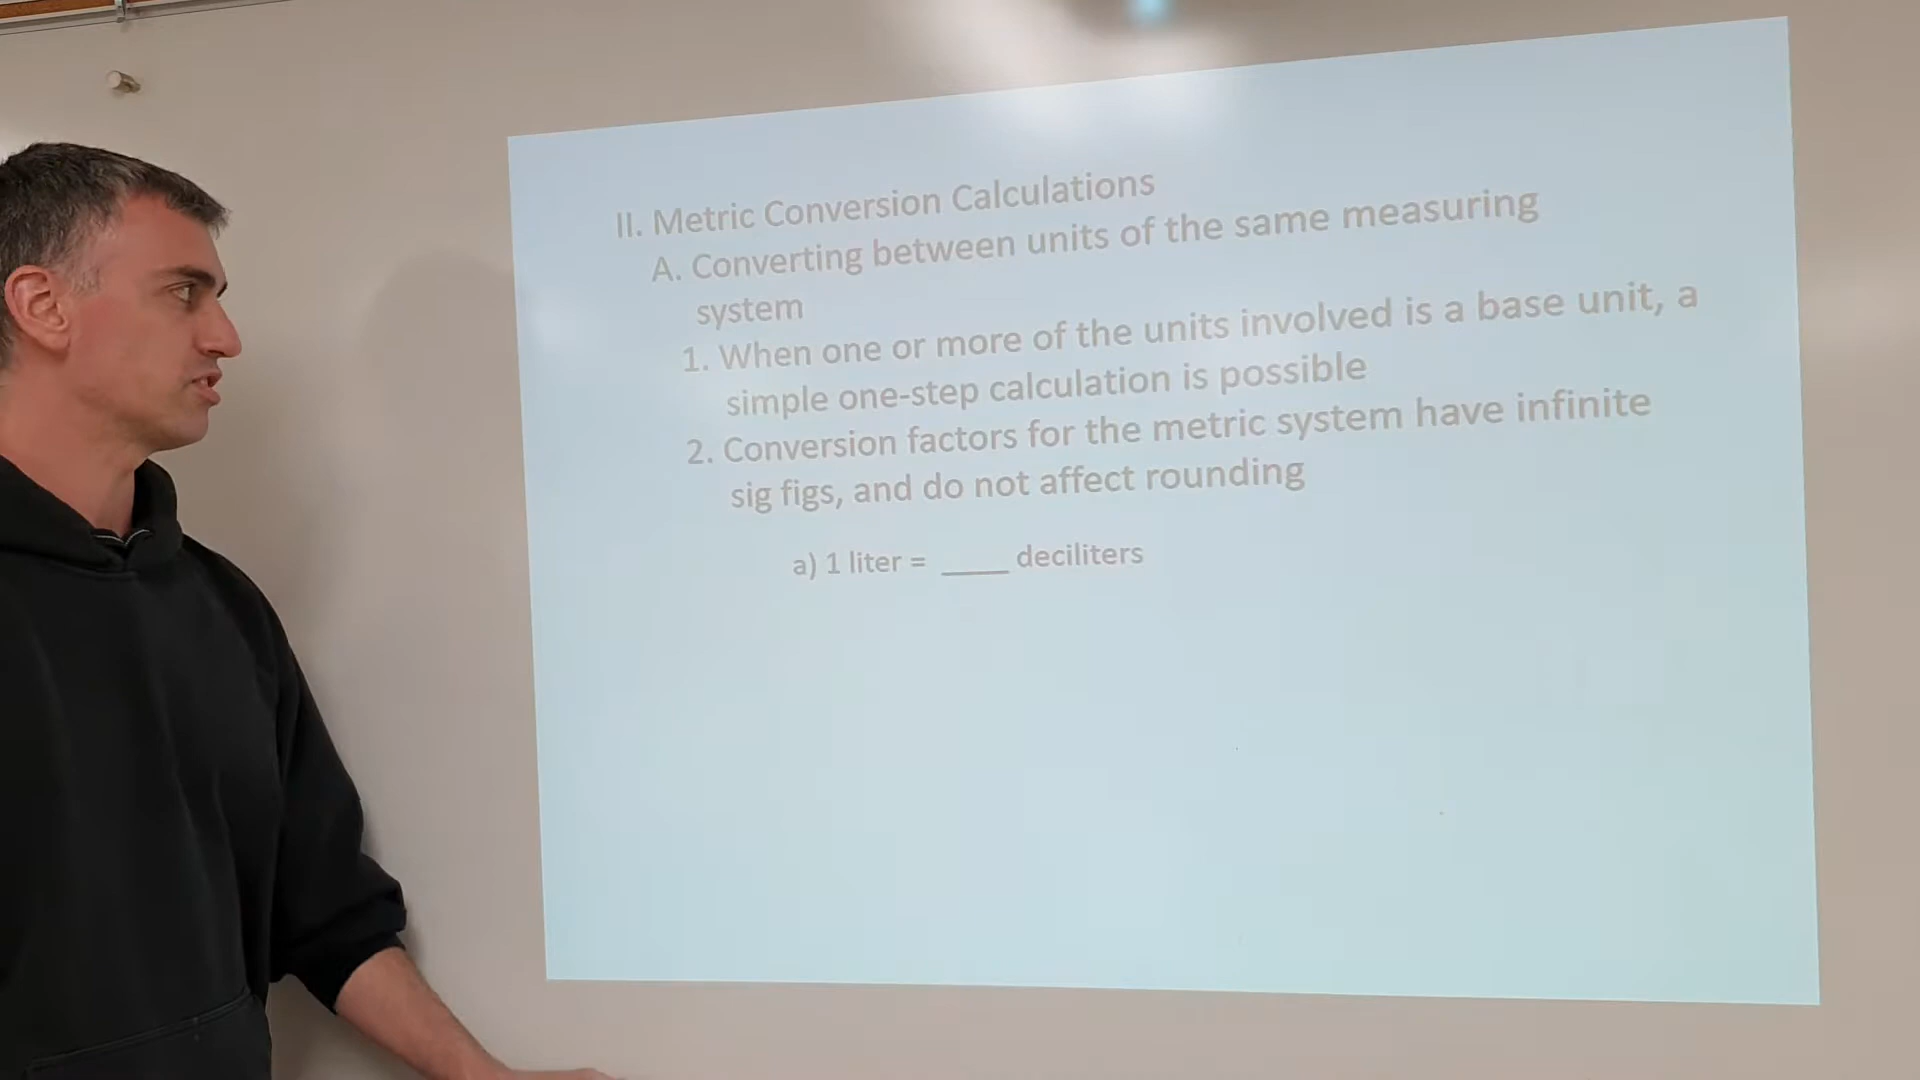 II. Metric Conversion Calculations
A. Converting between units of the same measuring
system
1. When one or more of the units involved is a base unit, a
simple one-step calculation is possible
2. Conversion factors for the metric system have infinite
sig figs, and do not affect rounding
a) 1 liter = ____ deciliters